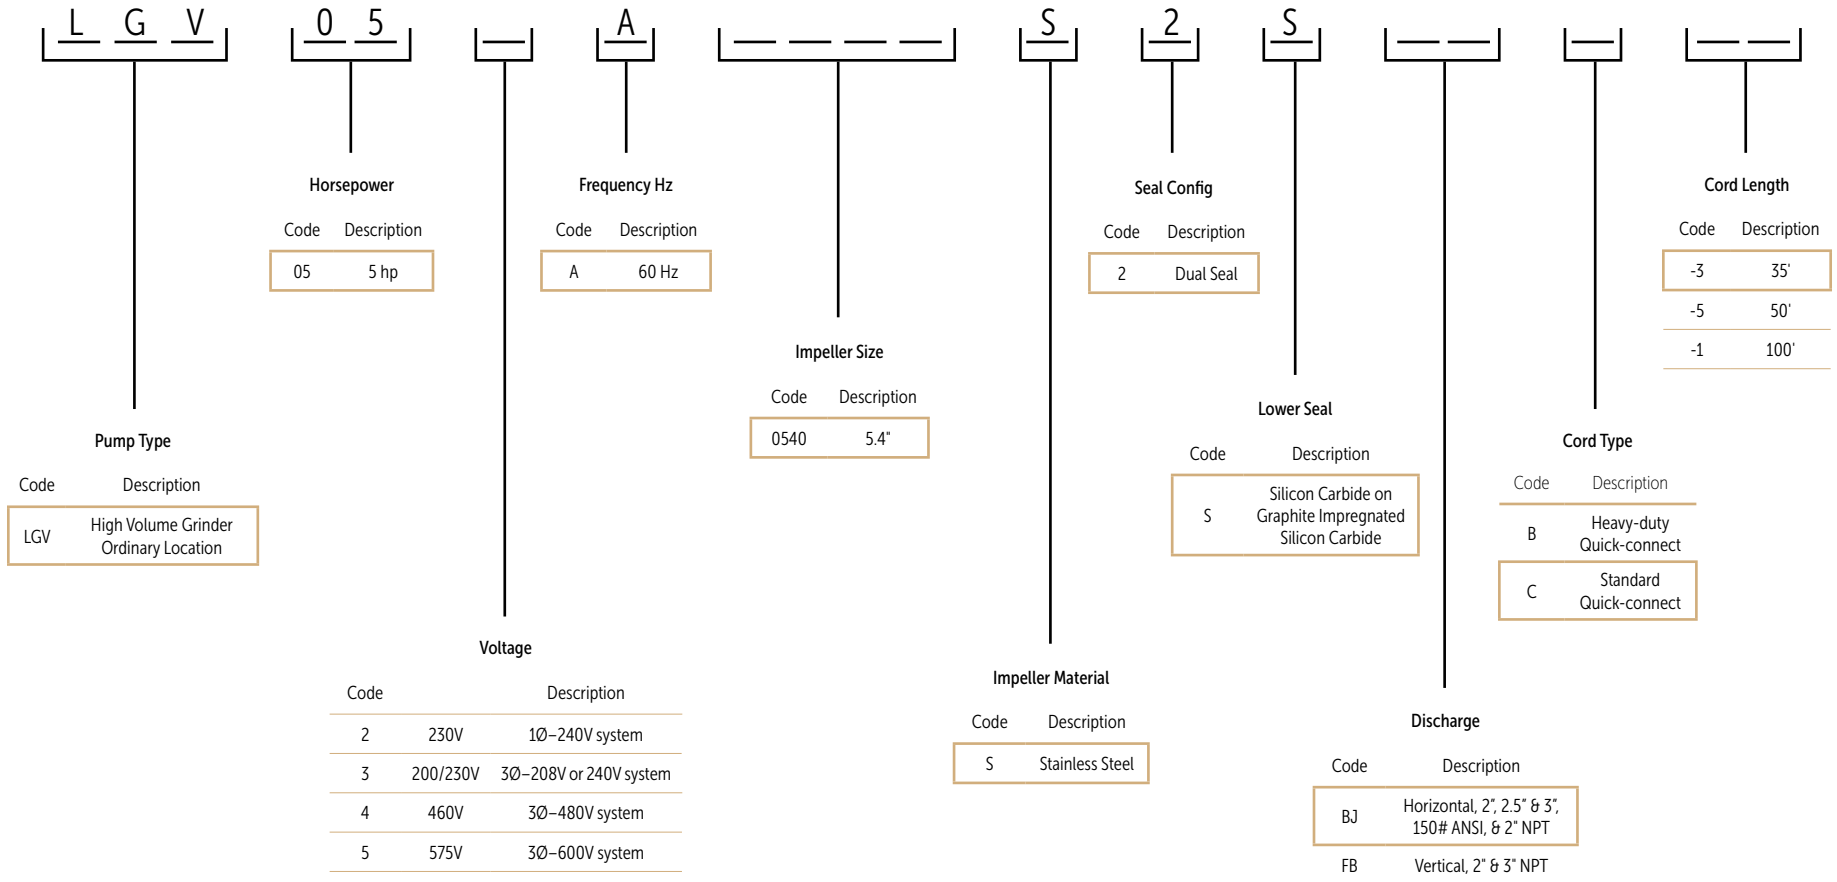 L G V 0 5 A S 2 S
Horsepower
Code Description
05 5 hp
Frequency Hz
Code Description
A 60 Hz
Seal Config
Code Description
2 Dual Seal
Cord Length
Code Description
-3 35'
-5 50'
-1 100'
Impeller Size
Code Description
0540 5.4"
Lower Seal
Code Description
S Silicon Carbide on
Graphite Impregnated
Silicon Carbide
Pump Type
Code Description
LGV High Volume Grinder
Ordinary Location
Cord Type
Code Description
B Heavy-duty
Quick-connect
C Standard
Quick-connect
Voltage
Code Description
2 230V 1Ø–240V system
3 200/230V 3Ø–208V or 240V system
4 460V 3Ø–480V system
5 575V 3Ø–600V system
Impeller Material
Code Description
S Stainless Steel
Discharge
Code Description
BJ Horizontal, 2", 2.5" & 3",
150# ANSI, & 2" NPT
FB Vertical, 2" & 3" NPT